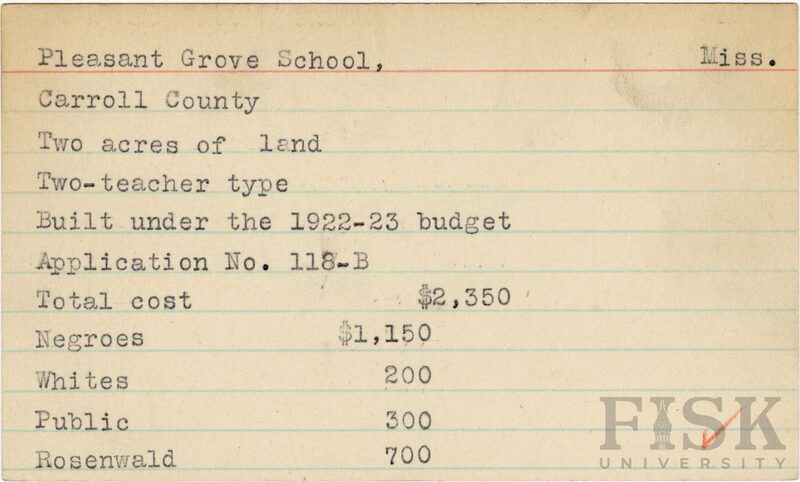 Pleasant Grove School, Miss.
Carroll County
Two acres of land
Two-teacher type
Built under the 1922-23 budget
Application No. 118-B
Total cost $2,350
Negroes $1,150
Whites 200
Public 300
Rosenwald 700
FISK
UNIVERSITY